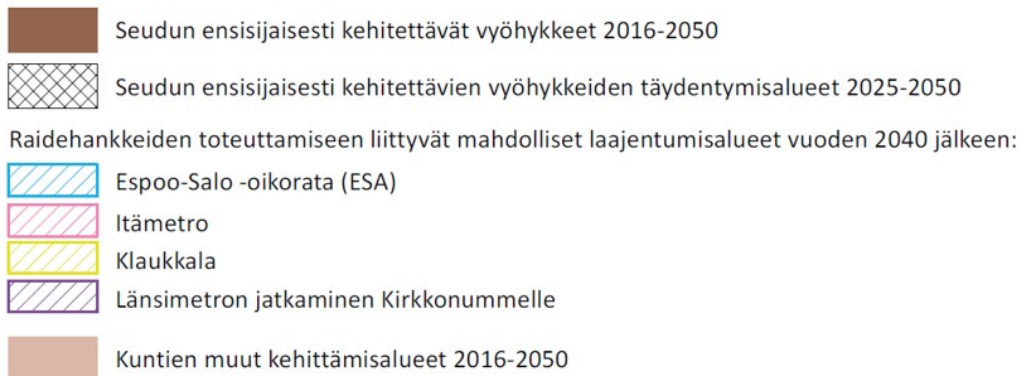 Seudun ensisijaisesti kehitettävät vyöhykkeet 2016-2050
Seudun ensisijaisesti kehitettävien vyöhykkeiden täydentymisalueet 2025-2050
Raidehankkeiden toteuttamiseen liittyvät mahdolliset laajentumisalueet vuoden 2040 jälkeen:
Espoo-Salo -oikorata (ESA)
Itämetro
Klaukkala
Länsimetron jatkaminen Kirkkonummelle
Kuntien muut kehittämisalueet 2016-2050